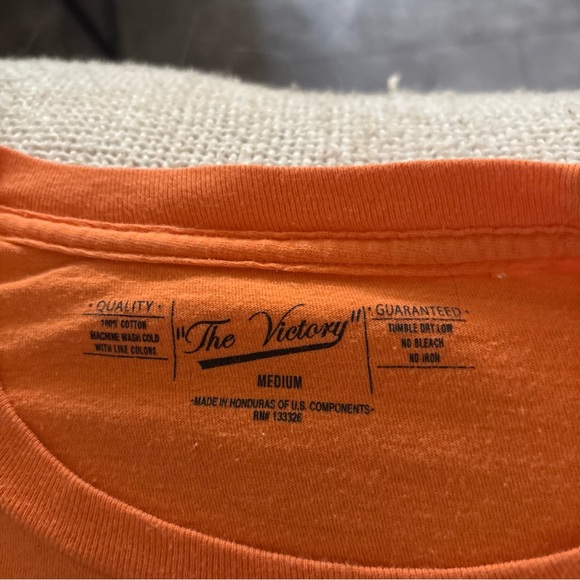 · QUALITY ·
100% COTTON
MACHINE WASH COLD
WITH LIKE COLORS
"The Victory"
MEDIUM
·MADE IN HONDURAS OF U.S. COMPONENTS·
RN# 133326
· GUARANTEED ·
TUMBLE DRY LOW
NO BLEACH
NO IRON